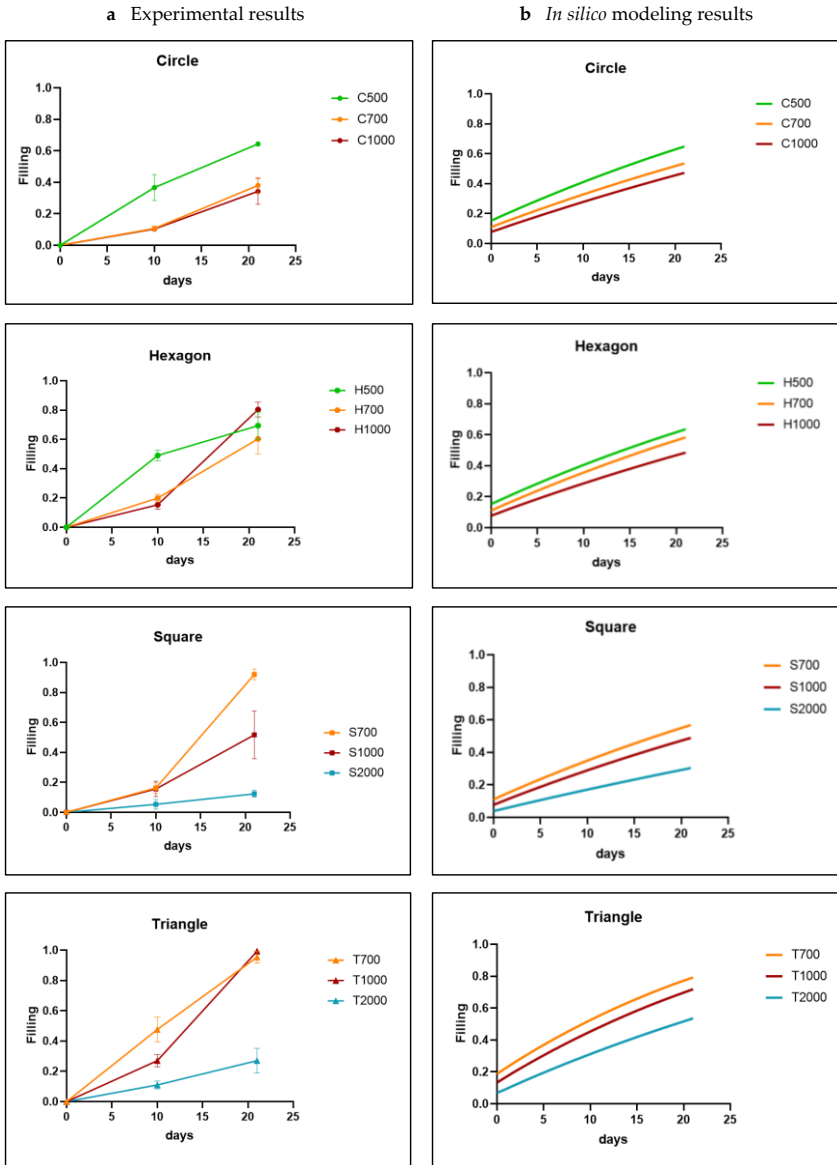 a Experimental results
b In silico modeling results
Circle
1.0
0.8
0.6
0.4
0.2
0.0
Filling
0 5 10 15 20 25
days
C500
C700
C1000
Circle
1.0
0.8
0.6
0.4
0.2
0.0
Filling
0 5 10 15 20 25
days
C500
C700
C1000
Hexagon
1.0
0.8
0.6
0.4
0.2
0.0
Filling
0 5 10 15 20 25
days
H500
H700
H1000
Hexagon
1.0
0.8
0.6
0.4
0.2
0.0
Filling
0 5 10 15 20 25
days
H500
H700
H1000
Square
1.0
0.8
0.6
0.4
0.2
0.0
Filling
0 5 10 15 20 25
days
S700
S1000
S2000
Square
1.0
0.8
0.6
0.4
0.2
0.0
Filling
0 5 10 15 20 25
days
S700
S1000
S2000
Triangle
1.0
0.8
0.6
0.4
0.2
0.0
Filling
0 5 10 15 20 25
days
T700
T1000
T2000
Triangle
1.0
0.8
0.6
0.4
0.2
0.0
Filling
0 5 10 15 20 25
days
T700
T1000
T2000